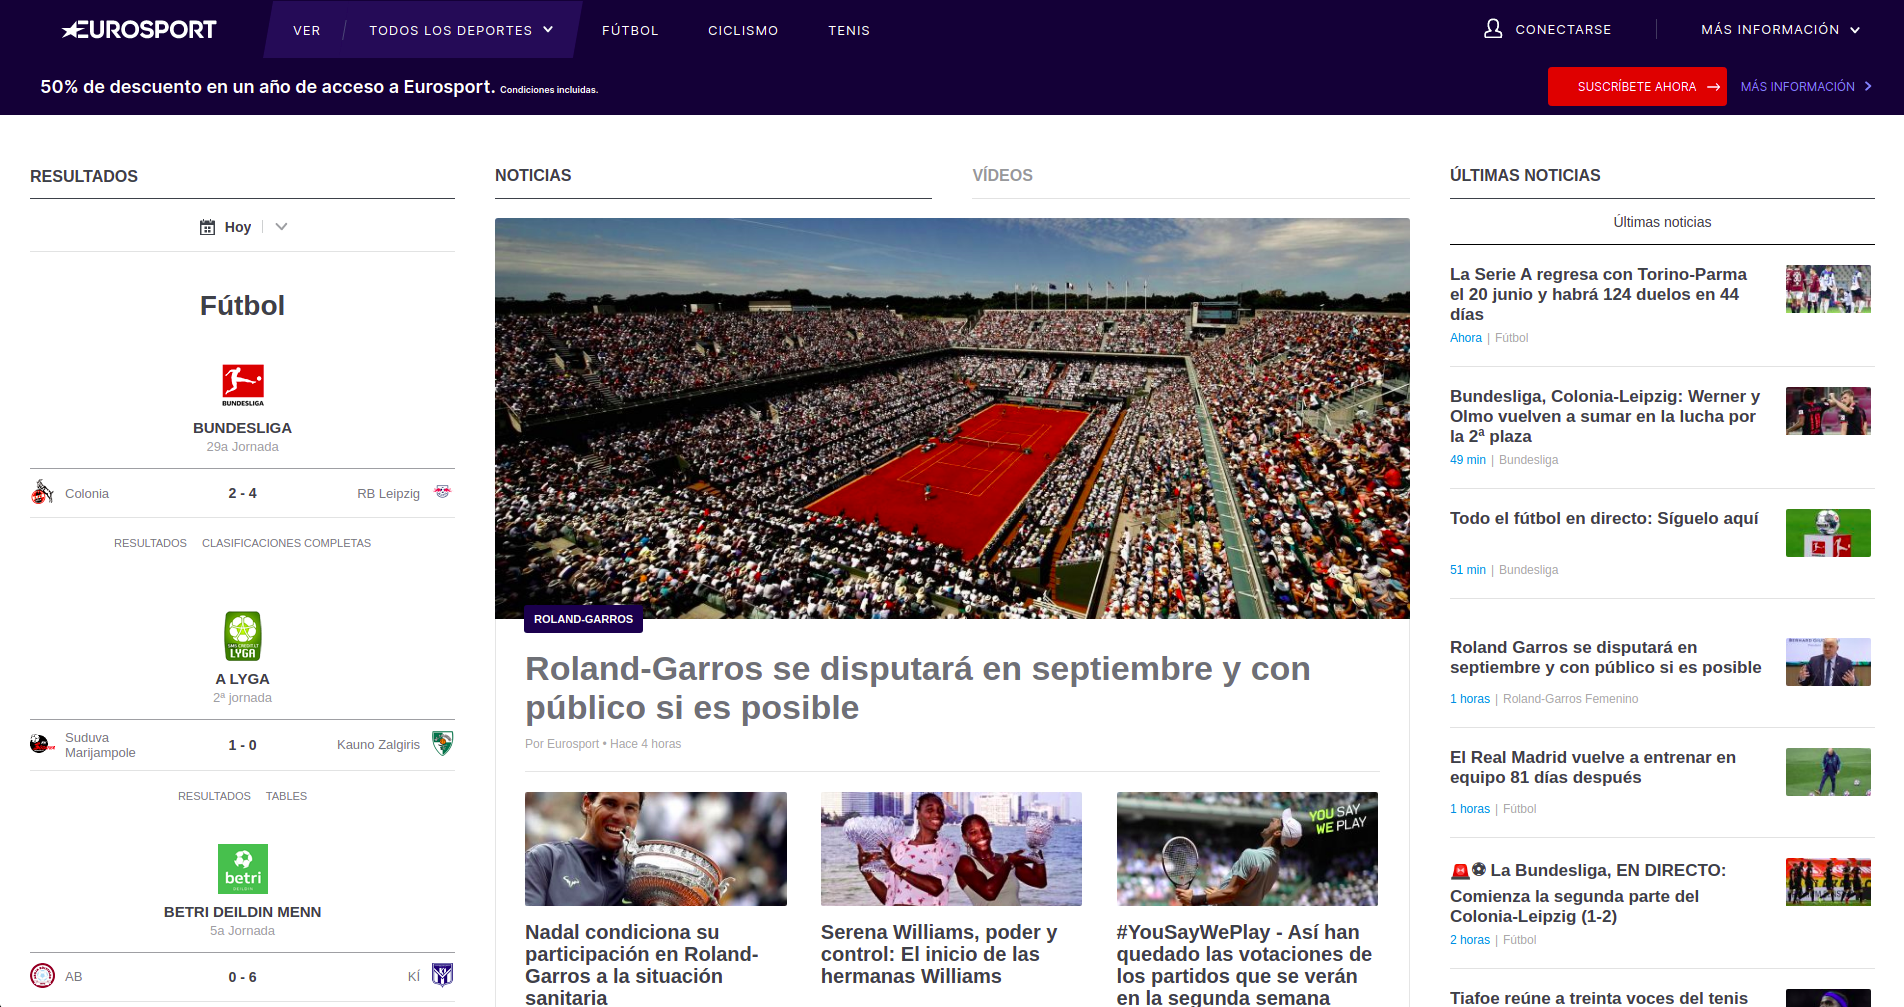 EUROSPORT
VER
TODOS LOS DEPORTES
FÚTBOL
CICLISMO
TENIS
CONECTARSE
MÁS INFORMACIÓN
50% de descuento en un año de acceso a Eurosport. Condiciones incluidas.
SUSCRÍBETE AHORA
MÁS INFORMACIÓN
RESULTADOS
Hoy
Fútbol
BUNDESLIGA
BUNDESLIGA
29a Jornada
Colonia 2 - 4 RB Leipzig
RESULTADOS CLASIFICACIONES COMPLETAS
LYGA
A LYGA
2ª jornada
Suduva
Marijampole
1 - 0
Kauno Zalgiris
RESULTADOS TABLES
betri
BETRI DEILDIN MENN
5a Jornada
AB 0 - 6 KÍ
NOTICIAS
VÍDEOS
ROLAND-GARROS
Roland-Garros se disputará en septiembre y con
público si es posible
Por Eurosport • Hace 4 horas
Nadal condiciona su
participación en Roland-
Garros a la situación
sanitaria
Serena Williams, poder y
control: El inicio de las
hermanas Williams
YOU SAY
WE PLAY
#YouSayWePlay - Así han
quedado las votaciones de
los partidos que se verán
en la segunda semana
ÚLTIMAS NOTICIAS
Últimas noticias
La Serie A regresa con Torino-Parma
el 20 junio y habrá 124 duelos en 44
días
Ahora | Fútbol
Bundesliga, Colonia-Leipzig: Werner y
Olmo vuelven a sumar en la lucha por
la 2ª plaza
49 min | Bundesliga
Todo el fútbol en directo: Síguelo aquí
51 min | Bundesliga
Roland Garros se disputará en
septiembre y con público si es posible
1 horas | Roland-Garros Femenino
El Real Madrid vuelve a entrenar en
equipo 81 días después
1 horas | Fútbol
🚨⚽ La Bundesliga, EN DIRECTO:
Comienza la segunda parte del
Colonia-Leipzig (1-2)
2 horas | Fútbol
Tiafoe reúne a treinta voces del tenis